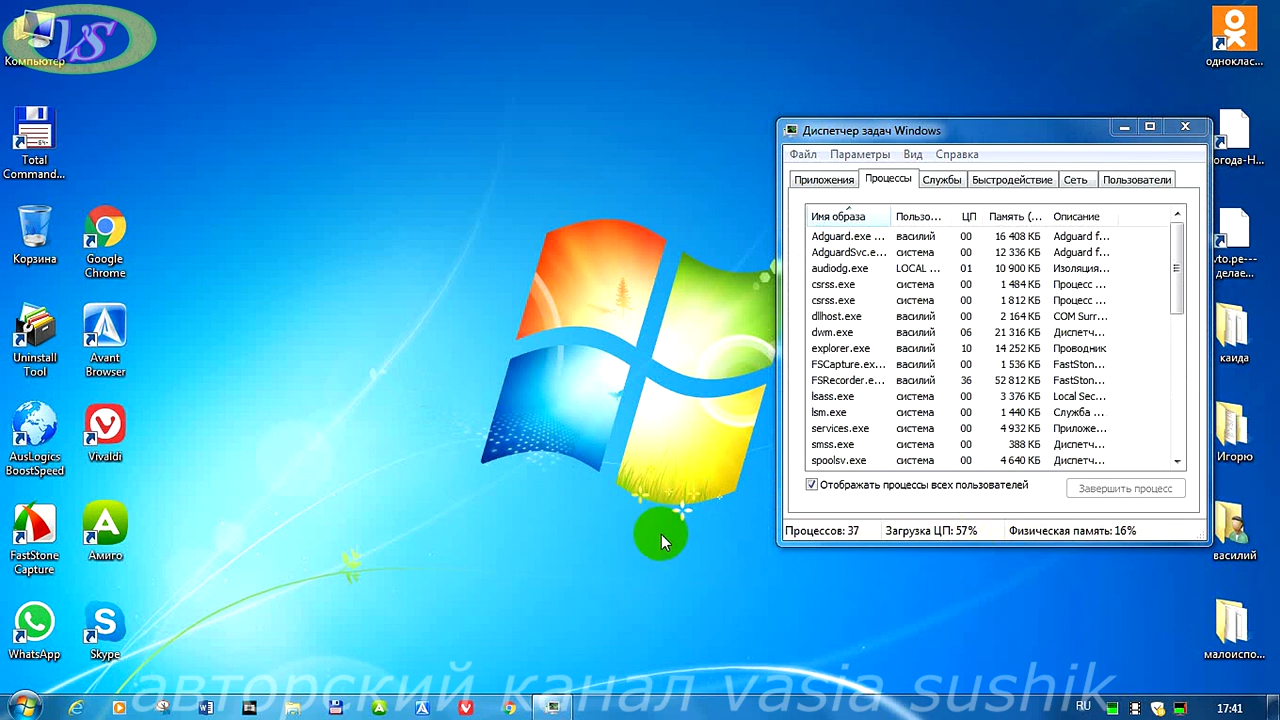 VS
Компьютер
Total
Command...
Корзина
Google
Chrome
Uninstall
Tool
Avant
Browser
AusLogics
BoostSpeed
Vivaldi
FastStone
Capture
Амиго
WhatsApp
Skype
одноклас...
огода-Н...
vto.pe---
делае...
каида
Игорю
василий
малоиспо...
Диспетчер задач Windows
Файл Параметры Вид Справка
Приложения Процессы Службы Быстродействие Сеть Пользователи
Имя образа Пользо... ЦП Память (... Описание
Adguard.exe ... василий 00 16 408 КБ Adguard f...
AdguardSvc.e... система 00 12 336 КБ Adguard f...
audiodg.exe LOCAL ... 01 10 900 КБ Изоляция...
csrss.exe система 00 1 484 КБ Процесс ...
csrss.exe система 00 1 812 КБ Процесс ...
dllhost.exe василий 00 2 164 КБ COM Surr...
dwm.exe василий 06 21 316 КБ Диспетч...
explorer.exe василий 10 14 252 КБ Проводник
FSCapture.ex... василий 00 1 536 КБ FastSton...
FSRecorder.e... василий 36 52 812 КБ FastSton...
lsass.exe система 00 3 376 КБ Local Sec...
lsm.exe система 00 1 440 КБ Служба ...
services.exe система 00 4 932 КБ Приложе...
smss.exe система 00 388 КБ Диспетч...
spoolsv.exe система 00 4 640 КБ Диспетч...
Отображать процессы всех пользователей
Завершить процесс
Процессов: 37 Загрузка ЦП: 57% Физическая память: 16%
авторский канал vasia sushik
RU
17:41